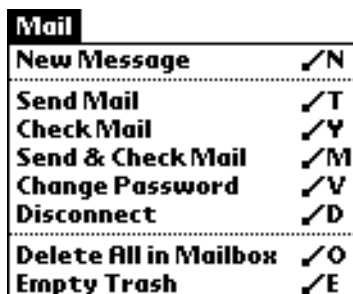 Mail
New Message /N
Send Mail /T
Check Mail /Y
Send & Check Mail /M
Change Password /V
Disconnect /D
Delete All in Mailbox /O
Empty Trash /E